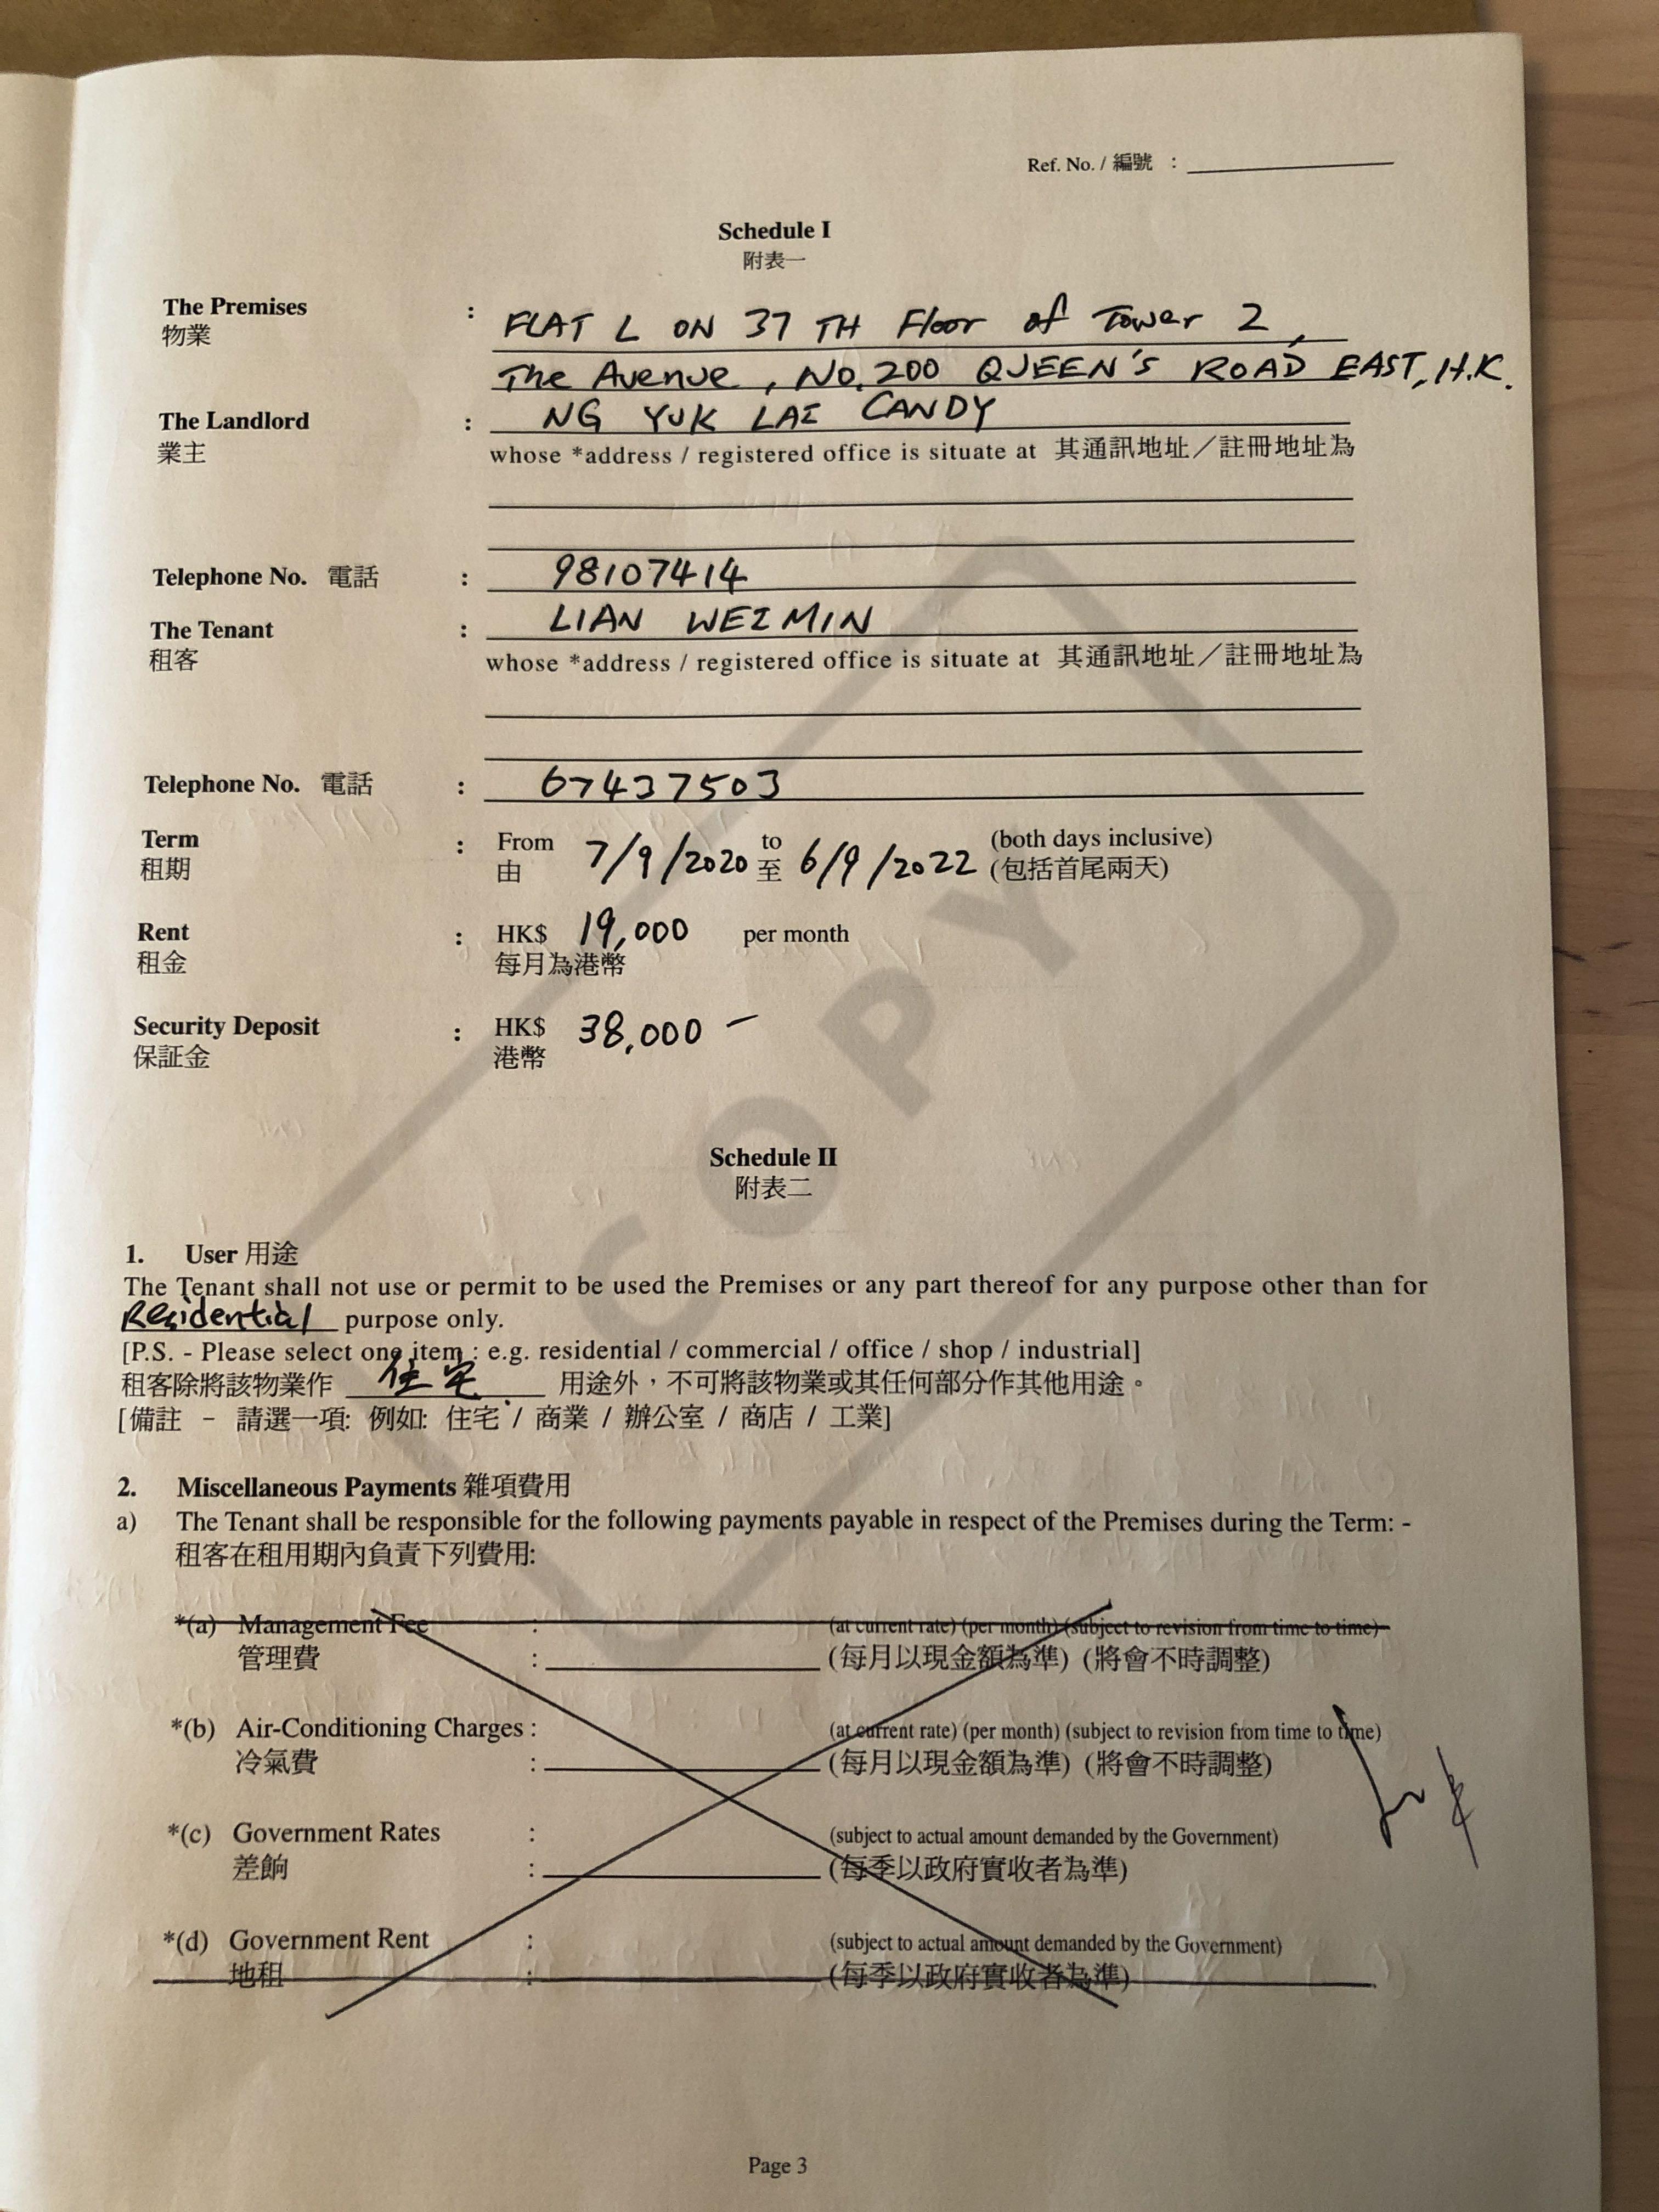 Ref. No. / 編號 :
Schedule I
附表一
The Premises : FLAT L ON 37 TH Floor of Tower 2,
物業
The Avenue, No. 200 QUEEN'S ROAD EAST, H.K.
The Landlord : NG YUK LAI CANDY
業主 whose *address / registered office is situate at 其通訊地址／註冊地址為
Telephone No. 電話 : 98107414
The Tenant : LIAN WEIMIN
租客 whose *address / registered office is situate at 其通訊地址／註冊地址為
Telephone No. 電話 : 67437503
Term : From 7/9/2020 to 6/9/2022 (both days inclusive)
租期 由 至 (包括首尾兩天)
Rent : HK$ 19,000 per month
租金 每月為港幣
Security Deposit : HK$ 38,000 –
保証金 港幣
COPY
Schedule II
附表二
1. User 用途
The Tenant shall not use or permit to be used the Premises or any part thereof for any purpose other than for
Residential purpose only.
[P.S. - Please select one item : e.g. residential / commercial / office / shop / industrial]
租客除將該物業作 住宅 用途外，不可將該物業或其任何部分作其他用途。
[備註 - 請選一項: 例如: 住宅 / 商業 / 辦公室 / 商店 / 工業]
2. Miscellaneous Payments 雜項費用
a) The Tenant shall be responsible for the following payments payable in respect of the Premises during the Term: -
租客在租用期內負責下列費用:
*(a) Management Fee : (at current rate) (per month) (subject to revision from time to time)
管理費 : (每月以現金額為準) (將會不時調整)
*(b) Air-Conditioning Charges : (at current rate) (per month) (subject to revision from time to time)
冷氣費 : (每月以現金額為準) (將會不時調整)
*(c) Government Rates : (subject to actual amount demanded by the Government)
差餉 : (每季以政府實收者為準)
*(d) Government Rent : (subject to actual amount demanded by the Government)
地租 : (每季以政府實收者為準)
Page 3